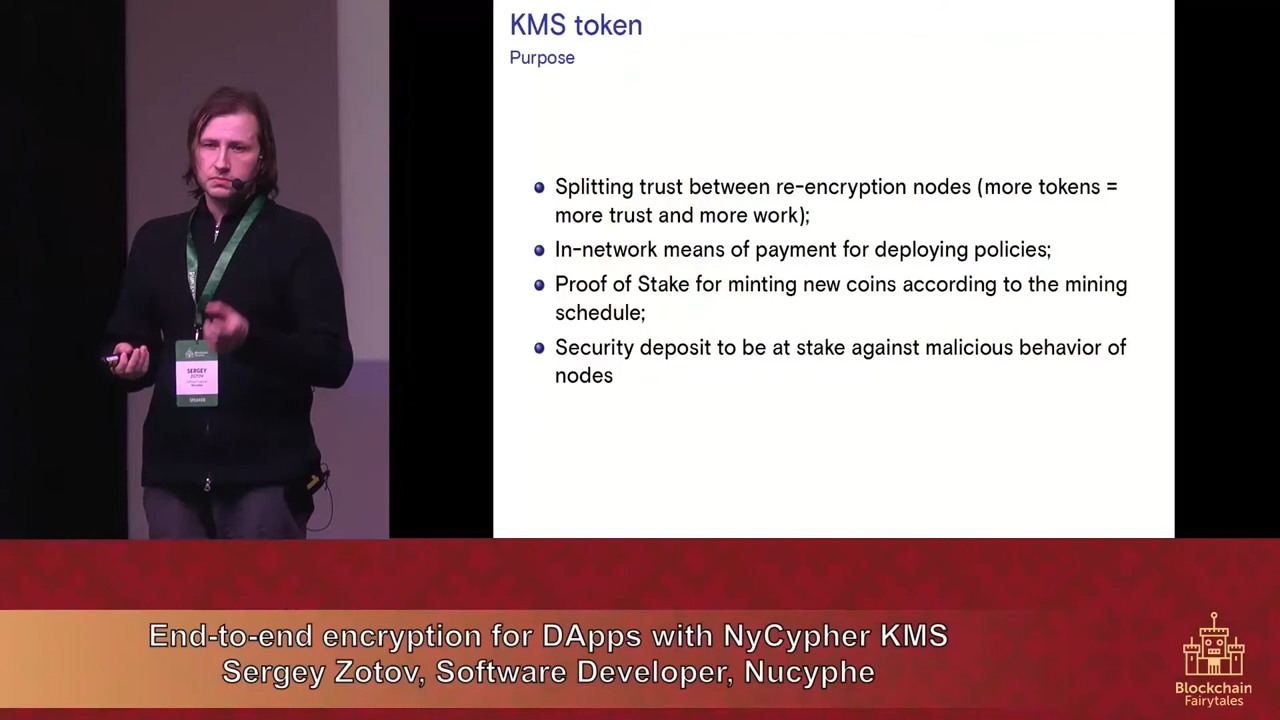 KMS token
Purpose
Splitting trust between re-encryption nodes (more tokens =
more trust and more work);
In-network means of payment for deploying policies;
Proof of Stake for minting new coins according to the mining
schedule;
Security deposit to be at stake against malicious behavior of
nodes
SERGEY
ZOTOV
SPEAKER
End-to-end encryption for DApps with NyCypher KMS
Sergey Zotov, Software Developer, Nucyphe
Blockchain
Fairytales